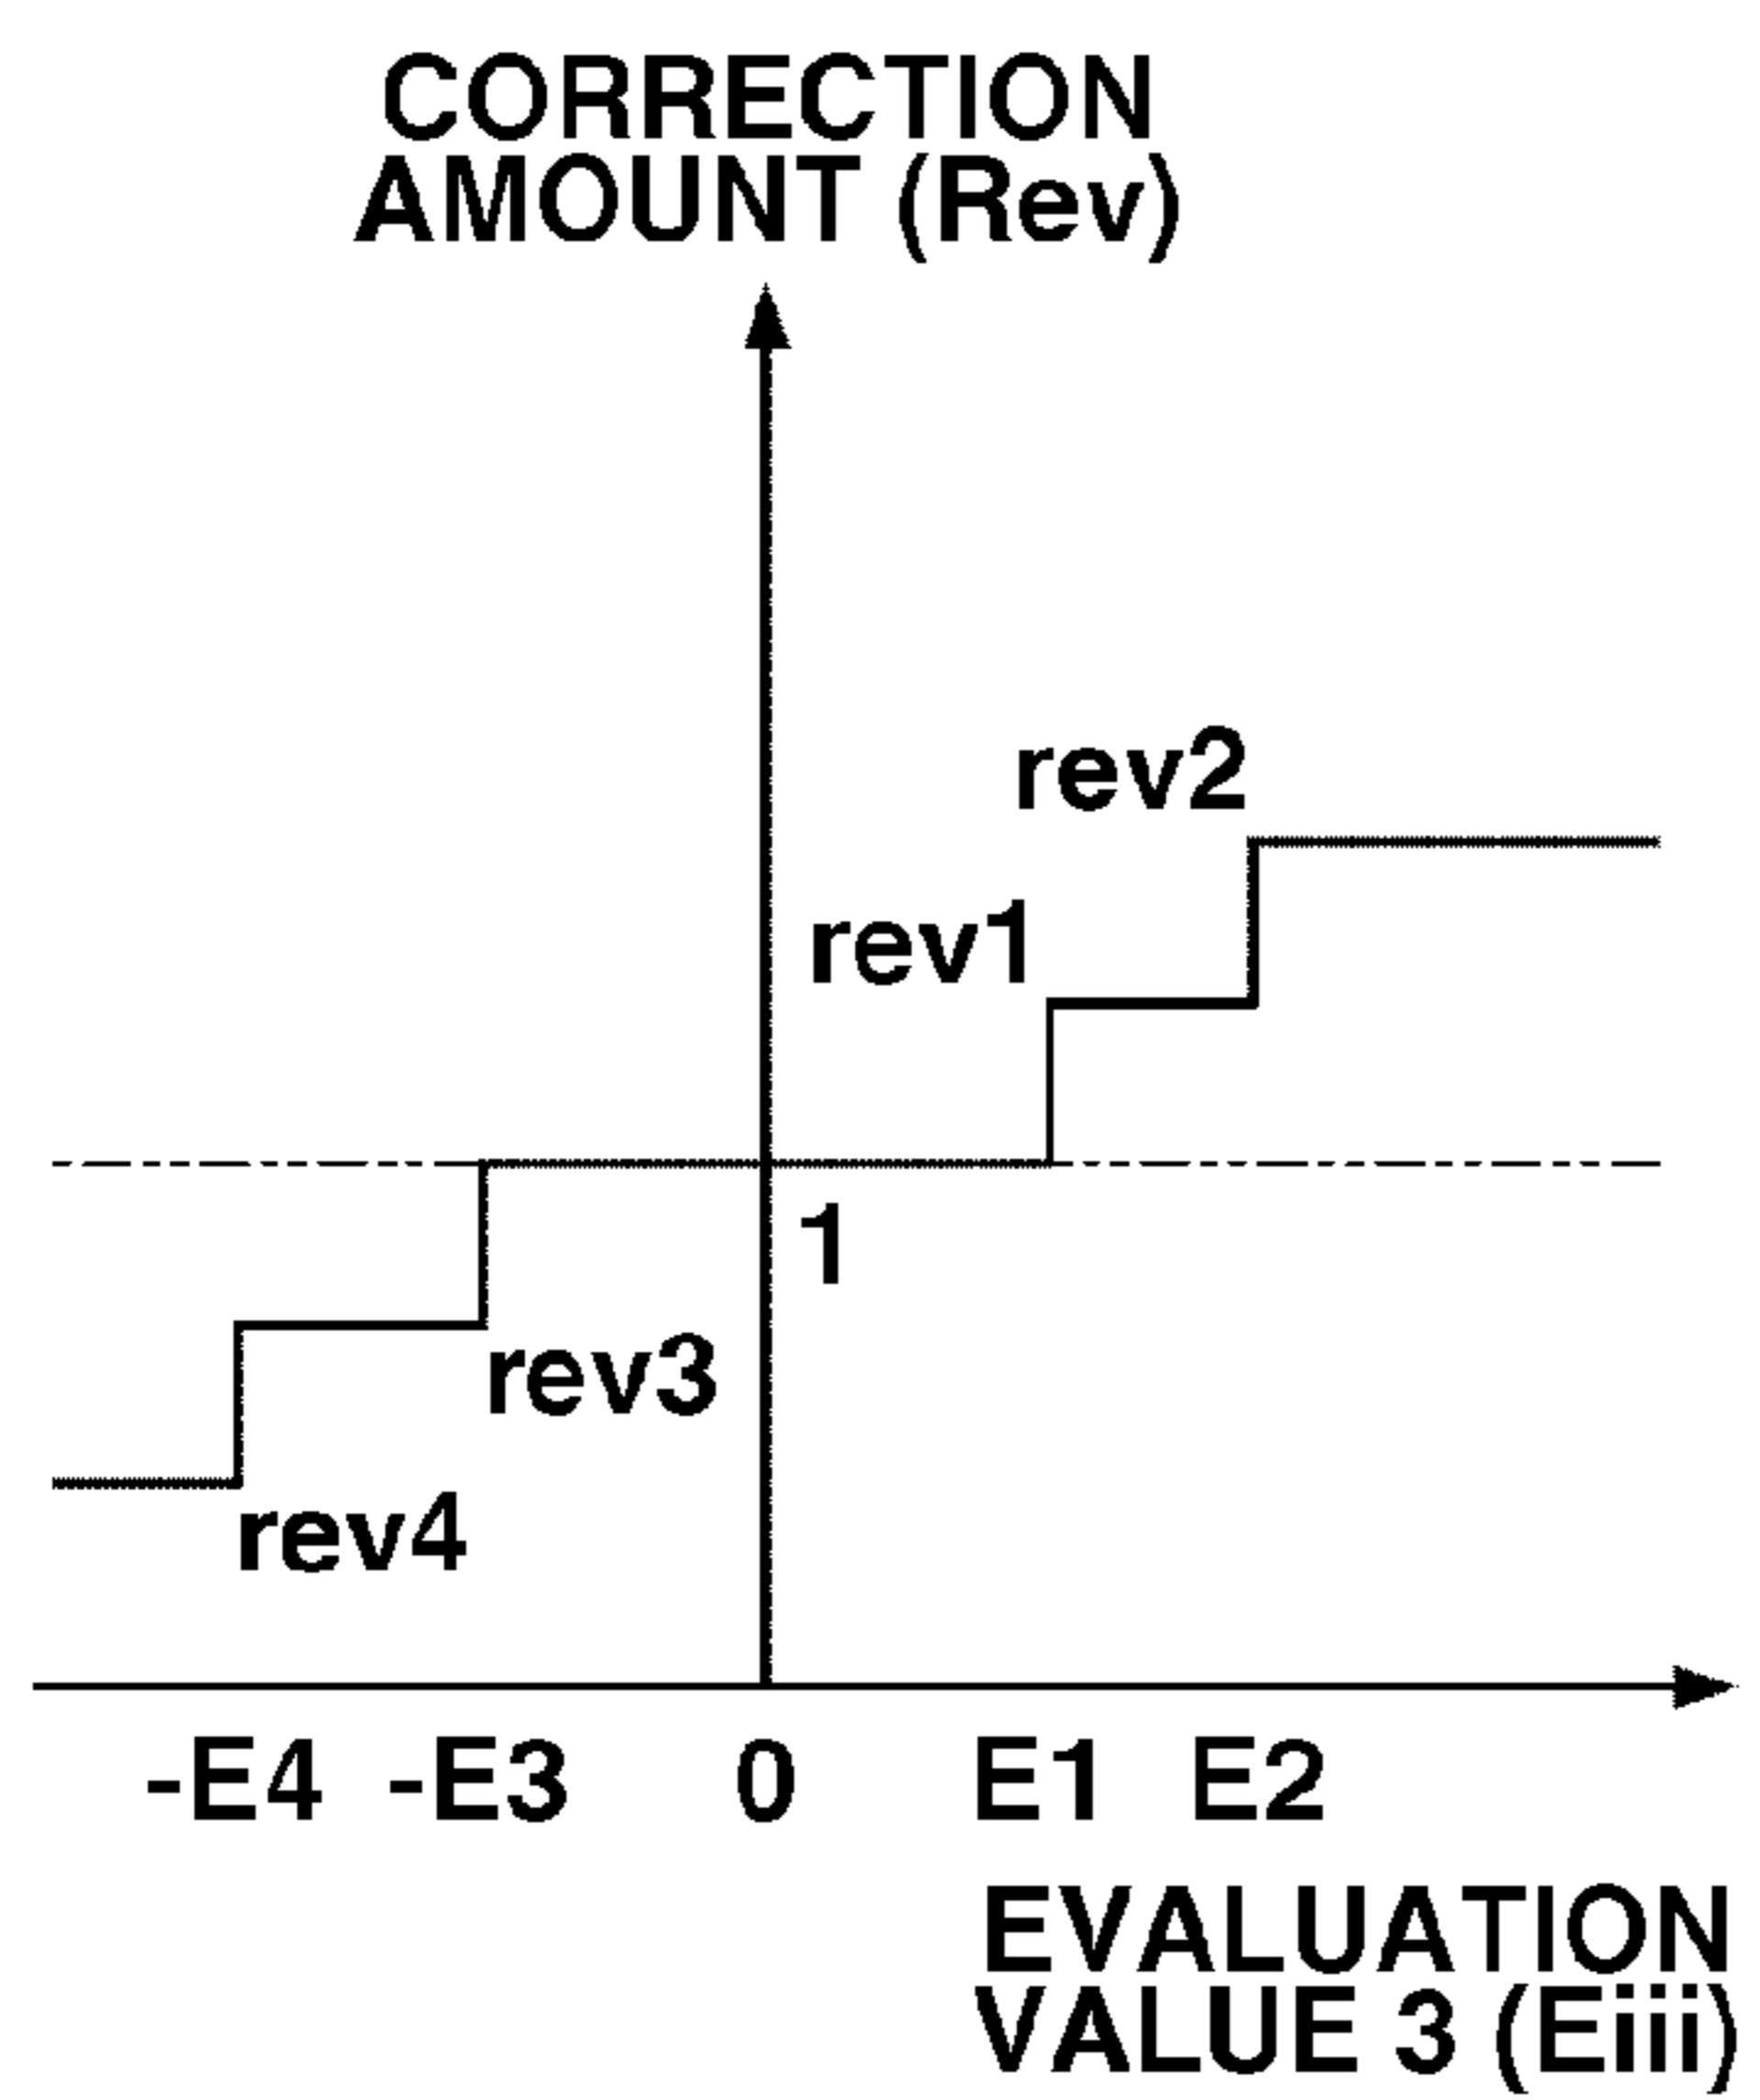 CORRECTION
AMOUNT (Rev)
rev2
rev1
1
rev3
rev4
-E4 -E3 0 E1 E2
EVALUATION
VALUE 3 (Eiii)